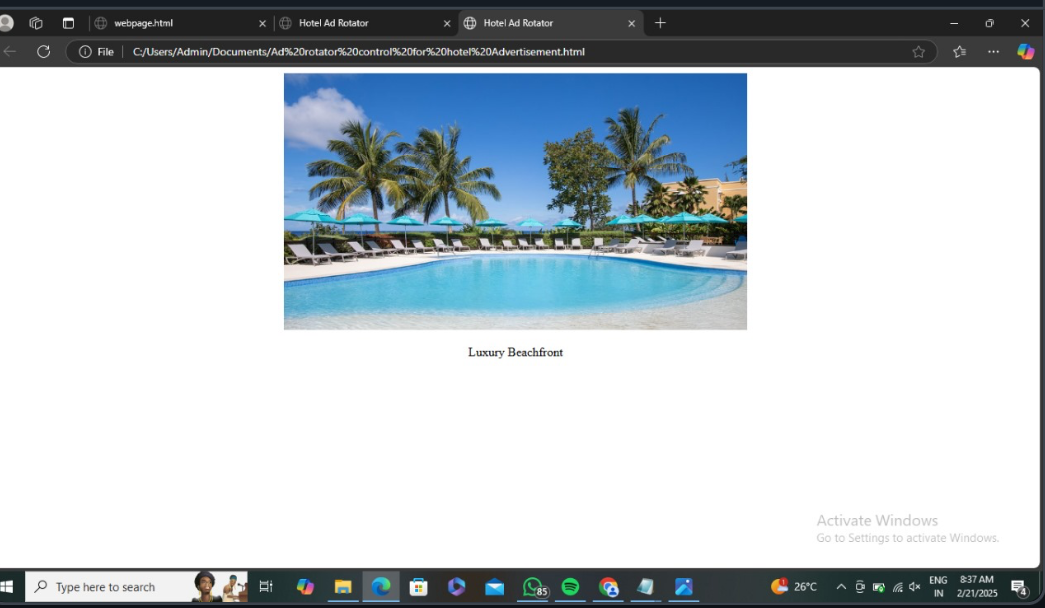 webpage.html
Hotel Ad Rotator
Hotel Ad Rotator
File
C:/Users/Admin/Documents/Ad%20rotator%20control%20for%20hotel%20Advertisement.html
Luxury Beachfront
Activate Windows
Go to Settings to activate Windows.
Type here to search
85
26°C
ENG
IN
8:37 AM
2/21/2025
4